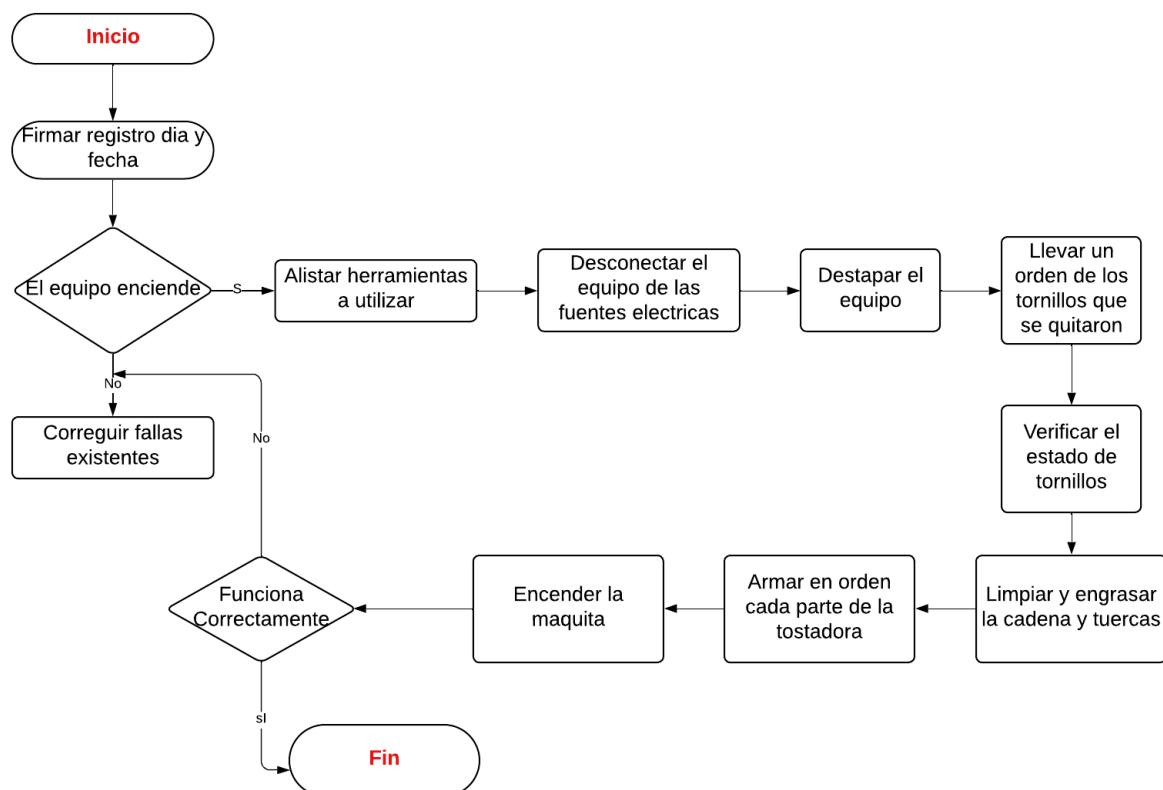 Inicio
Firmar registro dia y
fecha
El equipo enciende
S
Alistar herramientas
a utilizar
Desconectar el
equipo de las
fuentes electricas
Destapar el
equipo
Llevar un
orden de los
tornillos que
se quitaron
No
Correguir fallas
existentes
No
Verificar el
estado de
tornillos
Limpiar y engrasar
la cadena y tuercas
Armar en orden
cada parte de la
tostadora
Encender la
maquita
Funciona
Correctamente
sI
Fin